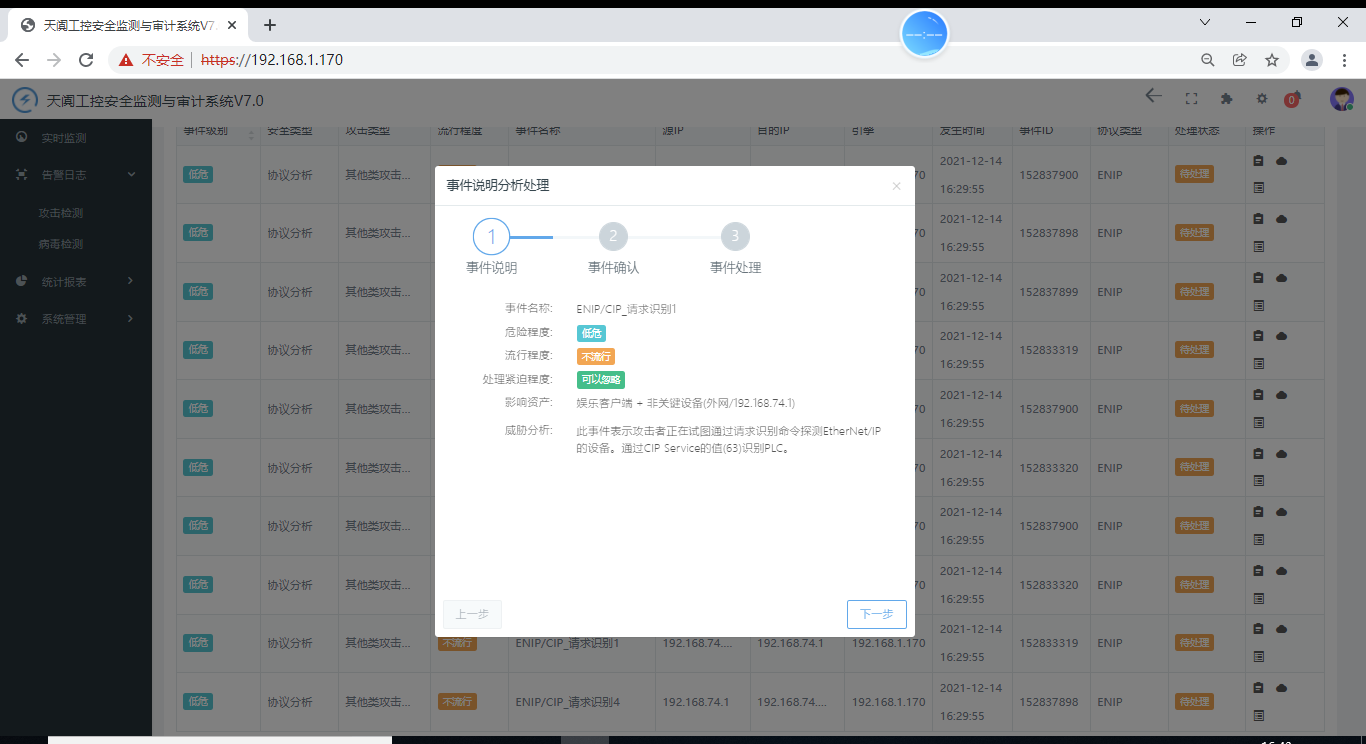 天阗工控安全监测与审计系统V7.
不安全 https://192.168.1.170
天阗工控安全监测与审计系统V7.0
0
实时监测
告警日志
攻击检测
病毒检测
统计报表
系统管理
事件级别 安全类型 攻击类型 流行程度 事件名称 源IP 目的IP 引擎 发生时间 事件ID 协议类型 处理状态 操作
低危 协议分析 其他类攻击... 70 2021-12-14 16:29:55 152837900 ENIP 待处理
低危 协议分析 其他类攻击... 70 2021-12-14 16:29:55 152837898 ENIP 待处理
低危 协议分析 其他类攻击... 70 2021-12-14 16:29:55 152837899 ENIP 待处理
低危 协议分析 其他类攻击... 70 2021-12-14 16:29:55 152833319 ENIP 待处理
低危 协议分析 其他类攻击... 70 2021-12-14 16:29:55 152837900 ENIP 待处理
低危 协议分析 其他类攻击... 70 2021-12-14 16:29:55 152833320 ENIP 待处理
低危 协议分析 其他类攻击... 70 2021-12-14 16:29:55 152837900 ENIP 待处理
低危 协议分析 其他类攻击... 70 2021-12-14 16:29:55 152833320 ENIP 待处理
低危 协议分析 其他类攻击... 不流行 ENIP/CIP_请求识别1 192.168.74.... 192.168.74.1 192.168.1.170 2021-12-14 16:29:55 152833319 ENIP 待处理
低危 协议分析 其他类攻击... 不流行 ENIP/CIP_请求识别4 192.168.74.1 192.168.74.... 192.168.1.170 2021-12-14 16:29:55 152837898 ENIP 待处理
事件说明分析处理
1 2 3
事件说明 事件确认 事件处理
事件名称: ENIP/CIP_请求识别1
危险程度: 低危
流行程度: 不流行
处理紧迫程度: 可以忽略
影响资产: 娱乐客户端 + 非关键设备(外网/192.168.74.1)
威胁分析: 此事件表示攻击者正在试图通过请求识别命令探测EtherNet/IP
的设备。通过CIP Service的值(63)识别PLC。
上一步 下一步